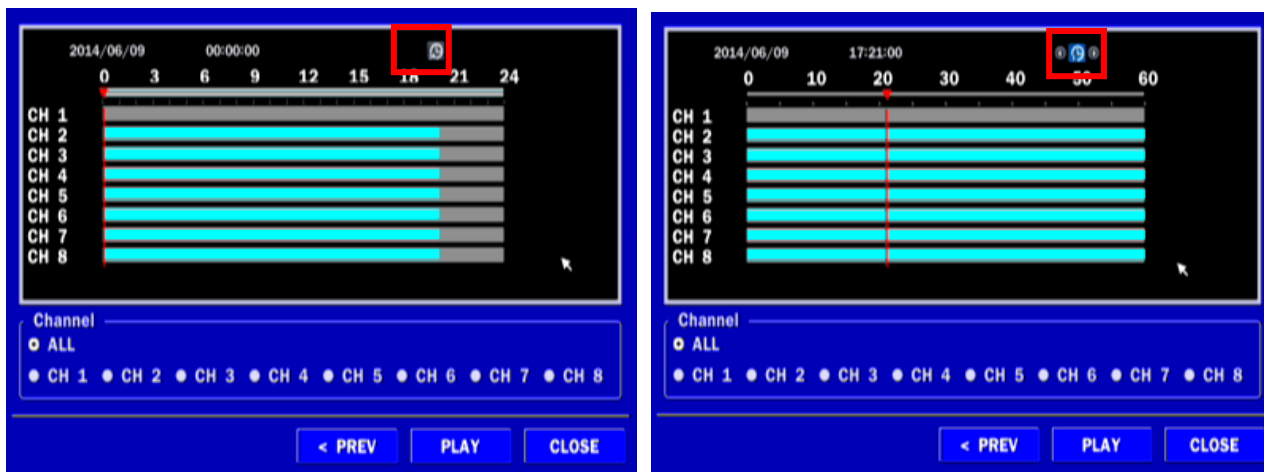 2014/06/09 00:00:00
0 3 6 9 12 15 18 21 24
CH 1
CH 2
CH 3
CH 4
CH 5
CH 6
CH 7
CH 8
Channel
ALL
CH 1 CH 2 CH 3 CH 4 CH 5 CH 6 CH 7 CH 8
< PREV PLAY CLOSE
2014/06/09 17:21:00
0 10 20 30 40 50 60
CH 1
CH 2
CH 3
CH 4
CH 5
CH 6
CH 7
CH 8
Channel
ALL
CH 1 CH 2 CH 3 CH 4 CH 5 CH 6 CH 7 CH 8
< PREV PLAY CLOSE